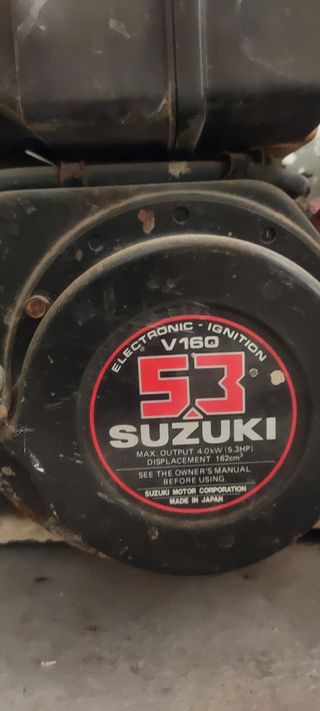 ELECTRONIC - IGNITION
V160
5.3
SUZUKI
MAX. OUTPUT 4.0kW (5.3HP)
DISPLACEMENT 162cm³
SEE THE OWNER'S MANUAL
BEFORE USING.
SUZUKI MOTOR CORPORATION
MADE IN JAPAN